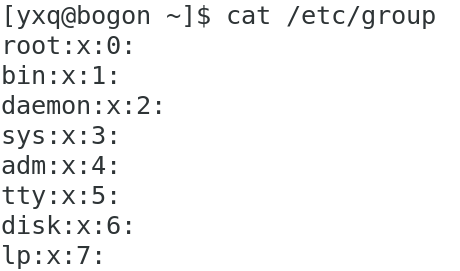 [yxq@bogon ~]$ cat /etc/group
root:x:0:
bin:x:1:
daemon:x:2:
sys:x:3:
adm:x:4:
tty:x:5:
disk:x:6:
lp:x:7: